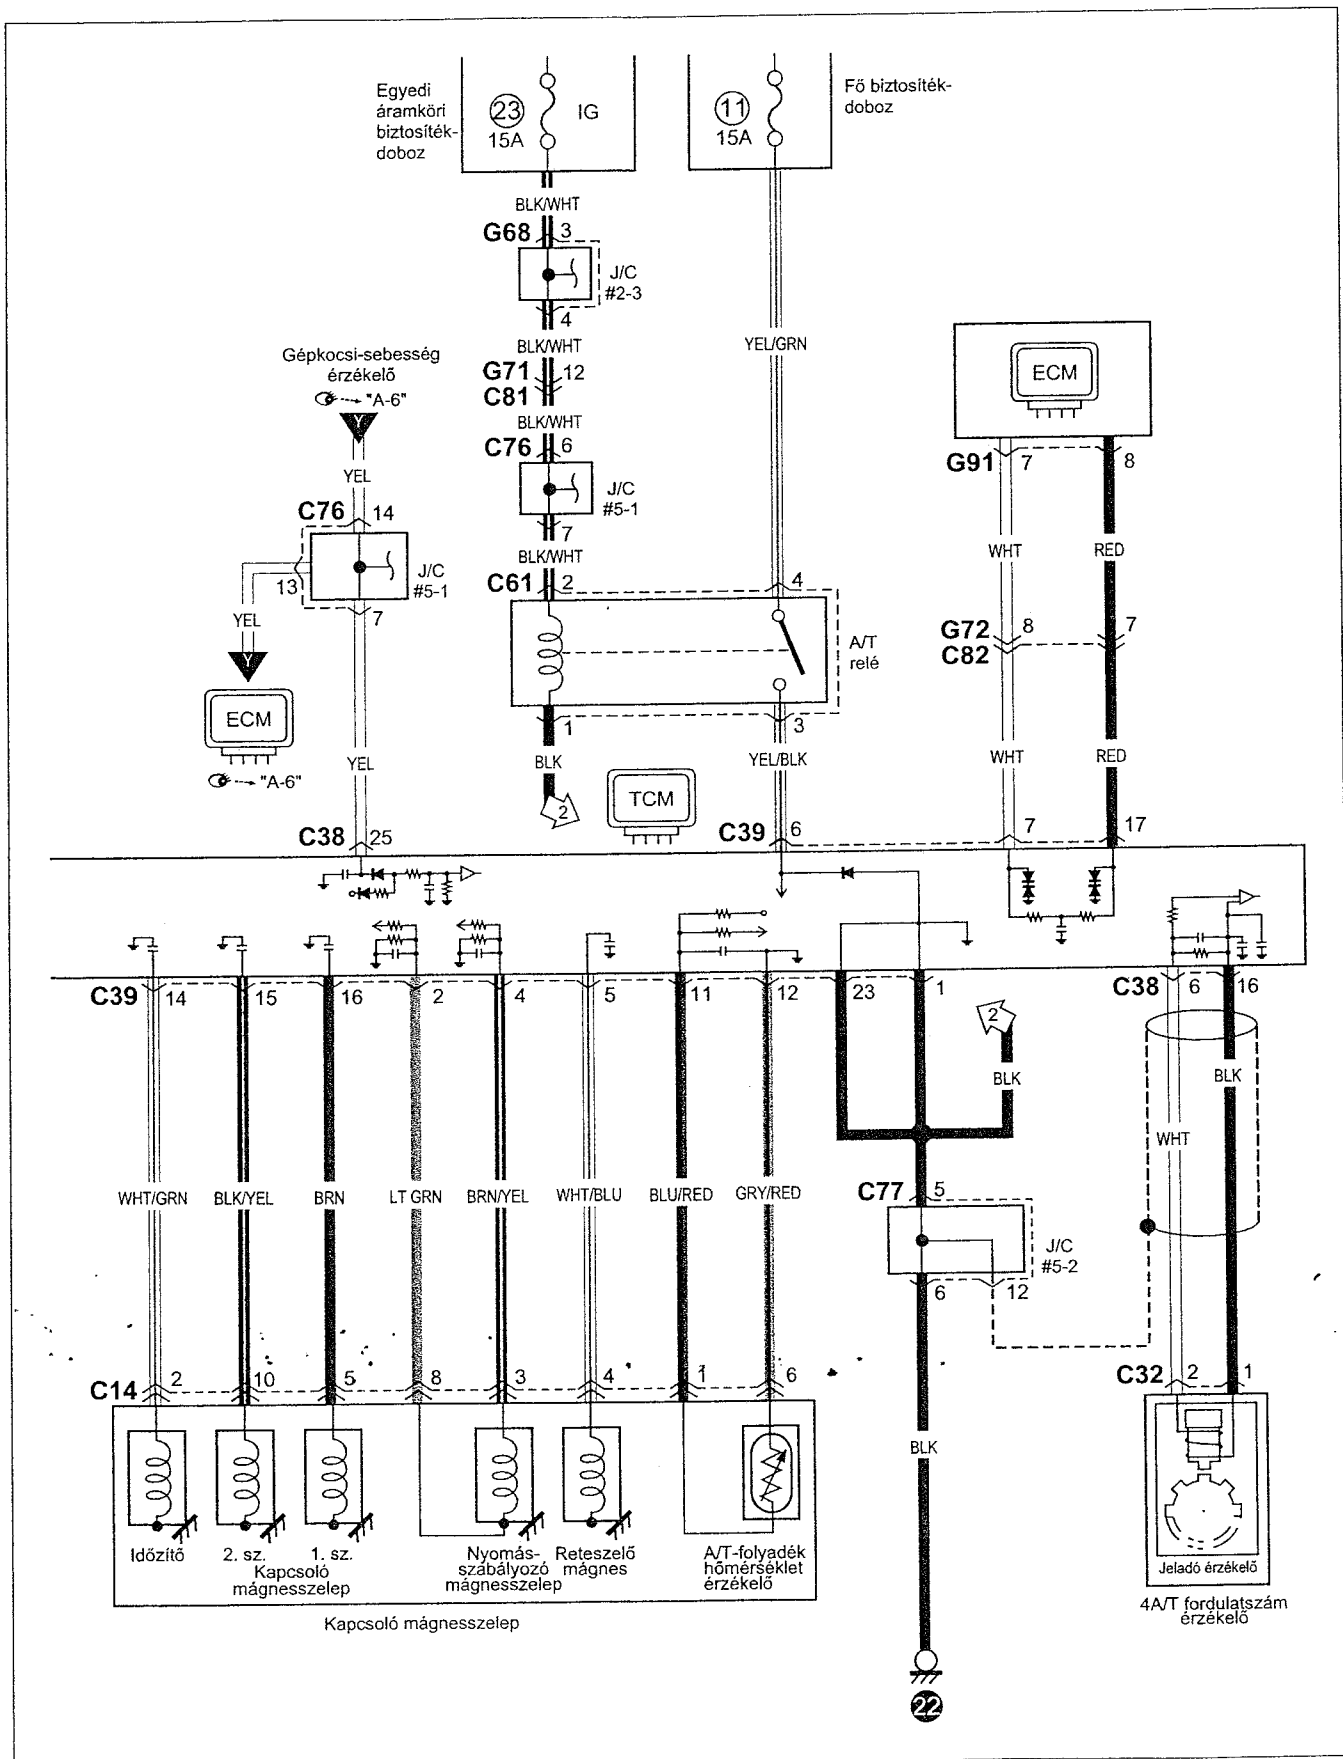 Egyedi
áramköri
biztosíték-
doboz
23
15A
IG
11
15A
Fő biztosíték-
doboz
BLK/WHT
G68 3
J/C
#2-3
4
BLK/WHT
YEL/GRN
G71 12
C81
BLK/WHT
C76 6
J/C
#5-1
7
BLK/WHT
C61 2
4
Gépkocsi-sebesség
érzékelő
"A-6"
Y
YEL
C76 14
13
J/C
#5-1
7
YEL
Y
ECM
"A-6"
YEL
ECM
G91 7 8
WHT RED
G72 8 7
C82
WHT RED
A/T
relé
1 3
BLK
2
YEL/BLK
TCM
C38 25
C39 6 7 17
C39 14 15 16 2 4 5 11 12 23 1
C38 6 16
2
BLK
BLK
WHT
WHT/GRN BLK/YEL BRN LT GRN BRN/YEL WHT/BLU BLU/RED GRY/RED
C77 5
J/C
#5-2
6 12
C14 2 10 5 8 3 4 1 6
C32 2 1
BLK
Időzítő
2. sz. 1. sz.
Kapcsoló
mágnesszelep
Nyomás-
szábályozó
mágnesszelep
Reteszelő
mágnes
A/T-folyadék
hőmérséklet
érzékelő
Kapcsoló mágnesszelep
Jeladó érzékelő
4A/T fordulatszám
érzékelő
22